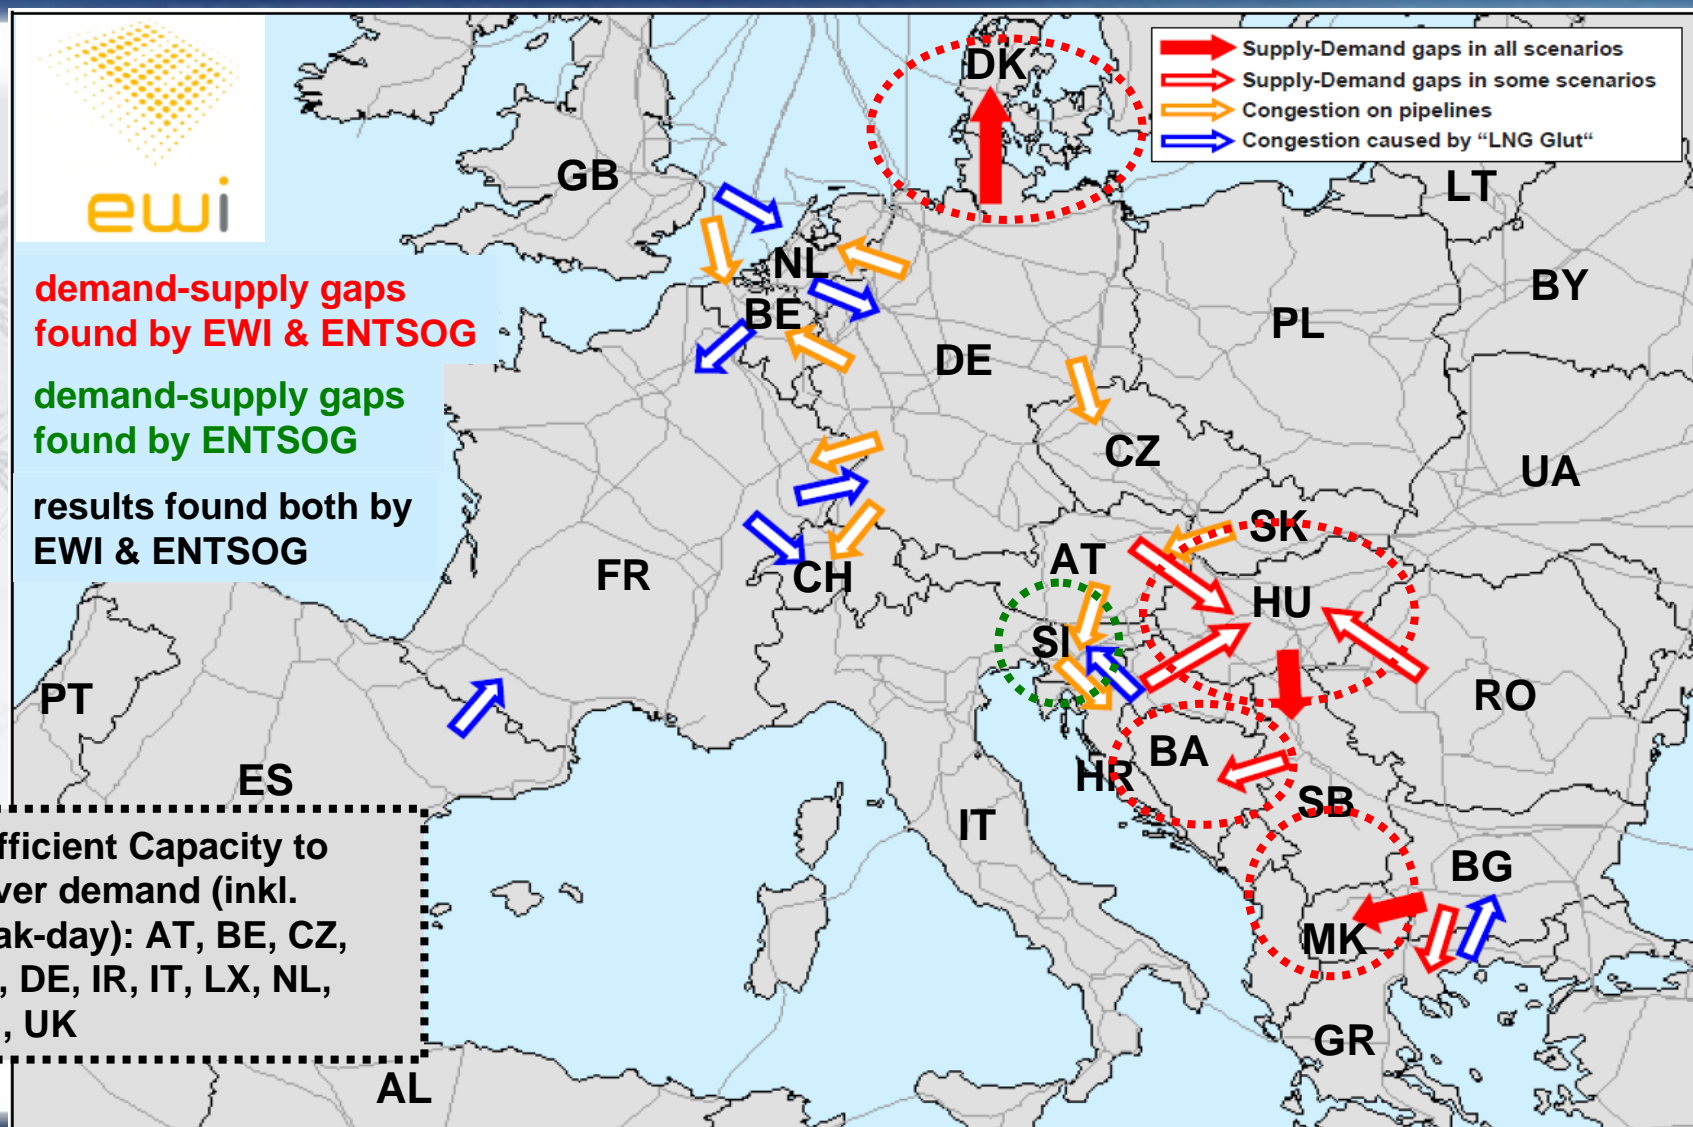 ewi
Supply-Demand gaps in all scenarios
Supply-Demand gaps in some scenarios
Congestion on pipelines
Congestion caused by “LNG Glut“
demand-supply gaps
found by EWI & ENTSOG
demand-supply gaps
found by ENTSOG
results found both by
EWI & ENTSOG
DK
GB
LT
NL
BY
BE
PL
DE
CZ
UA
SK
AT
FR
CH
HU
SI
PT
RO
BA
HR
ES
SB
IT
BG
MK
GR
AL
fficient Capacity to
ver demand (inkl.
ak-day): AT, BE, CZ,
, DE, IR, IT, LX, NL,
, UK